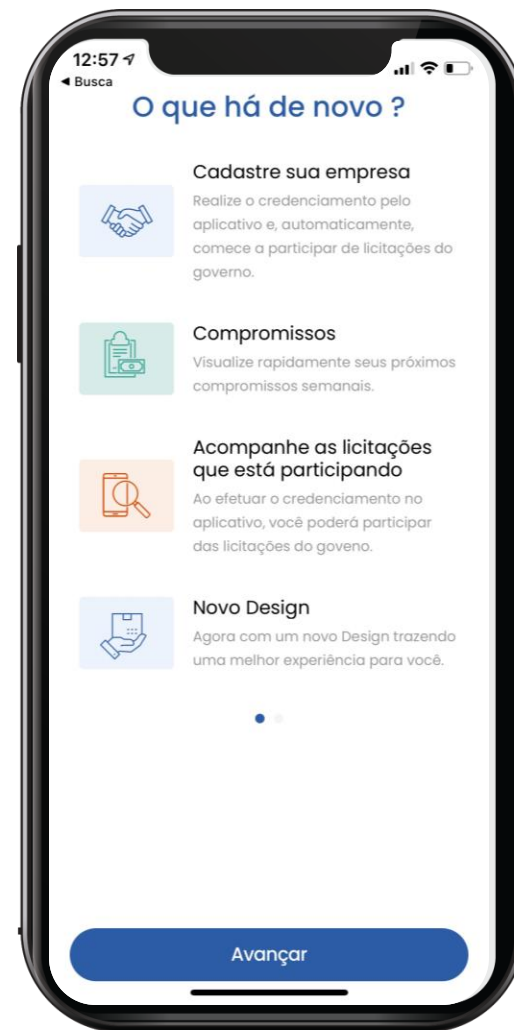 12:57
◀ Busca
O que há de novo ?
Cadastre sua empresa
Realize o credenciamento pelo
aplicativo e, automaticamente,
comece a participar de licitações do
governo.
Compromissos
Visualize rapidamente seus próximos
compromissos semanais.
Acompanhe as licitações
que está participando
Ao efetuar o credenciamento no
aplicativo, você poderá participar
das licitações do goveno.
Novo Design
Agora com um novo Design trazendo
uma melhor experiência para você.
Avançar